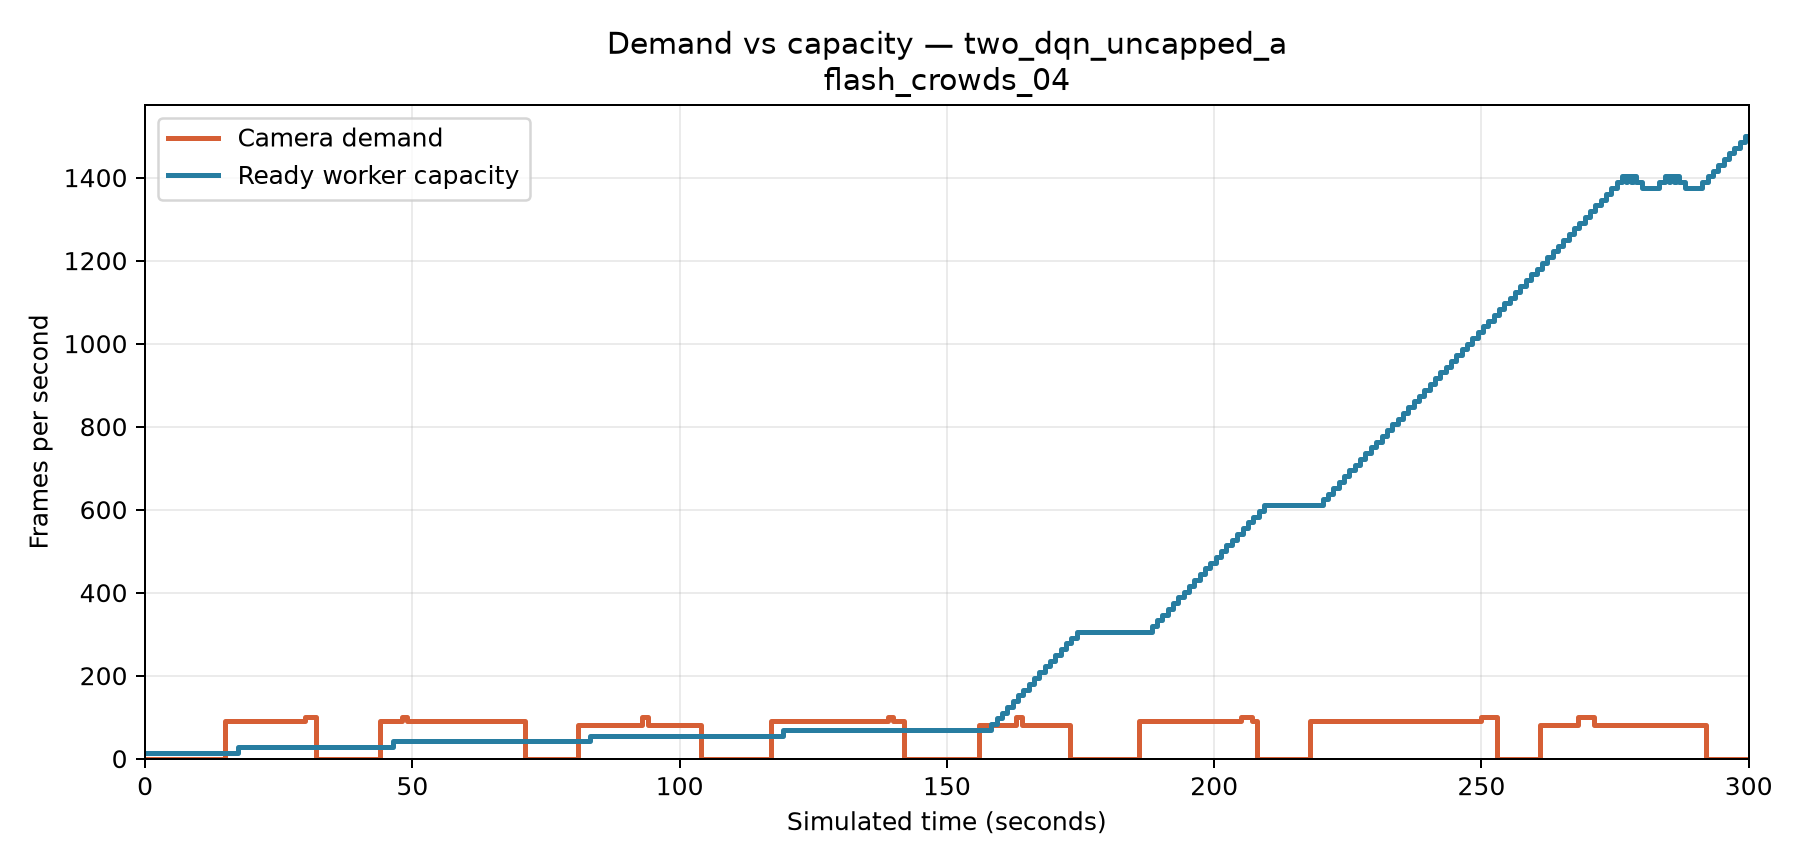 Demand vs capacity — two_dqn_uncapped_a
flash_crowds_04
Camera demand
Ready worker capacity
Frames per second
1400
1200
1000
800
600
400
200
0
0 50 100 150 200 250 300
Simulated time (seconds)